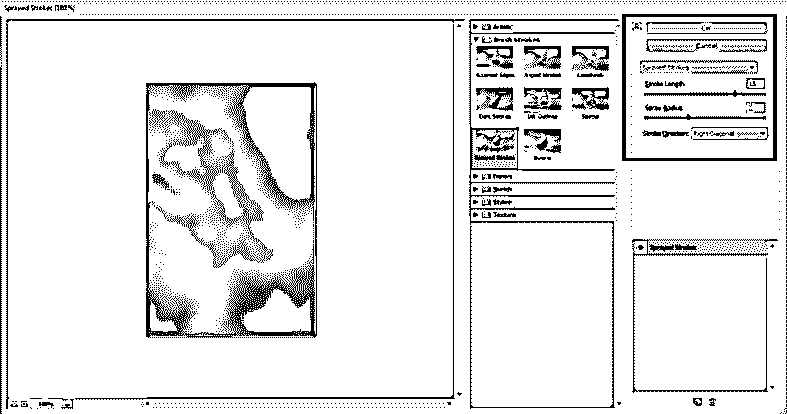 Sprayed Strokes (100%)
Artistic
Brush Strokes
Accented Edges
Angled Strokes
Crosshatch
Dark Strokes
Ink Outlines
Spatter
Sprayed Strokes
Sumi-e
Distort
Sketch
Stylize
Texture
OK
Cancel
Sprayed Strokes
Stroke Length
Spray Radius
Stroke Direction: Right Diagonal
Sprayed Strokes
100%